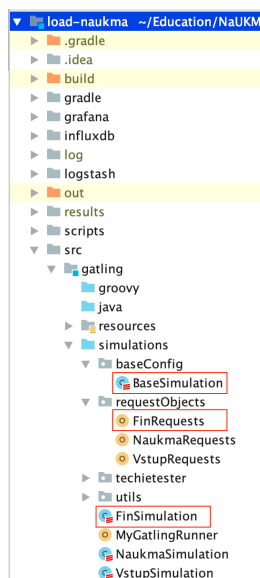 load-naukma ~/Education/NaUKM
.gradle
.idea
build
gradle
grafana
influxdb
log
logstash
out
results
scripts
src
gatling
groovy
java
resources
simulations
baseConfig
BaseSimulation
requestObjects
FinRequests
NaukmaRequests
VstupRequests
techietester
utils
FinSimulation
MyGatlingRunner
NaukmaSimulation
VstupSimulation